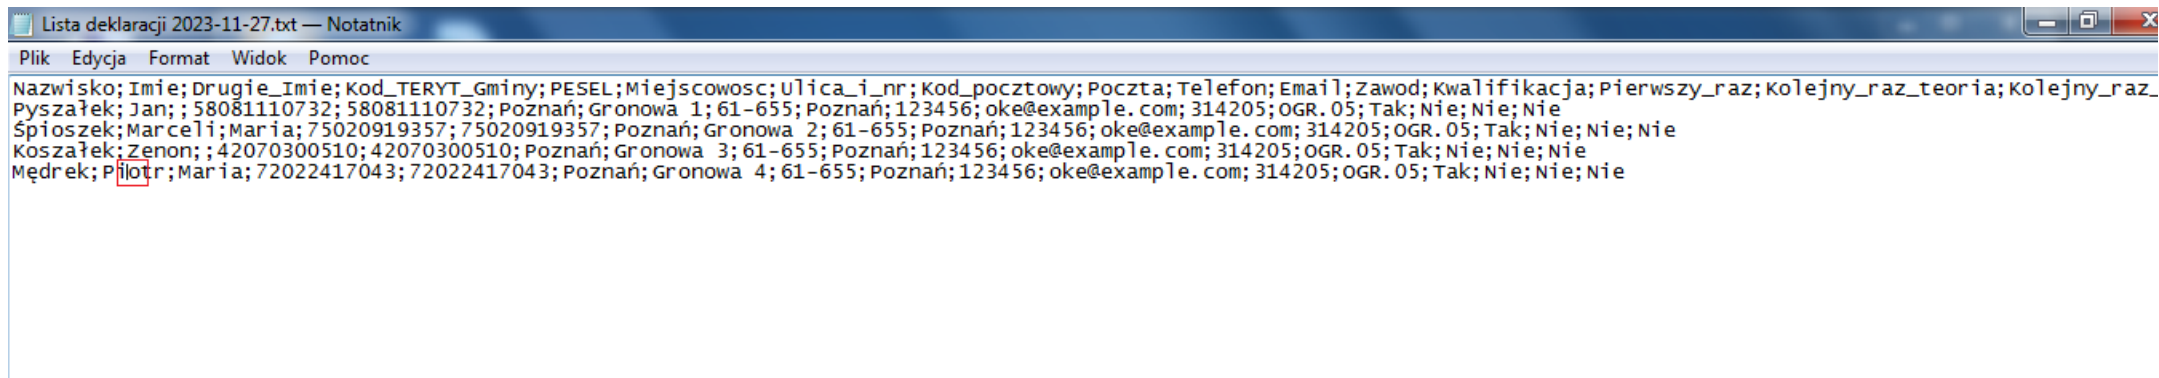 Lista deklaracji 2023-11-27.txt — Notatnik
Plik Edycja Format Widok Pomoc
Nazwisko;Imie;Drugie_Imie;Kod_TERYT_Gminy;PESEL;Miejscowosc;Ulica_i_nr;Kod_pocztowy;Poczta;Telefon;Email;Zawod;Kwalifikacja;Pierwszy_raz;Kolejny_raz_teoria;Kolejny_raz_
Pyszałek;Jan;;58081110732;58081110732;Poznań;Gronowa 1;61-655;Poznań;123456;oke@example.com;314205;OGR.05;Tak;Nie;Nie;Nie
Śpioszek;Marceli;Maria;75020919357;75020919357;Poznań;Gronowa 2;61-655;Poznań;123456;oke@example.com;314205;OGR.05;Tak;Nie;Nie;Nie
Koszałek;Zenon;;42070300510;42070300510;Poznań;Gronowa 3;61-655;Poznań;123456;oke@example.com;314205;OGR.05;Tak;Nie;Nie;Nie
Mędrek;Piotr;Maria;72022417043;72022417043;Poznań;Gronowa 4;61-655;Poznań;123456;oke@example.com;314205;OGR.05;Tak;Nie;Nie;Nie